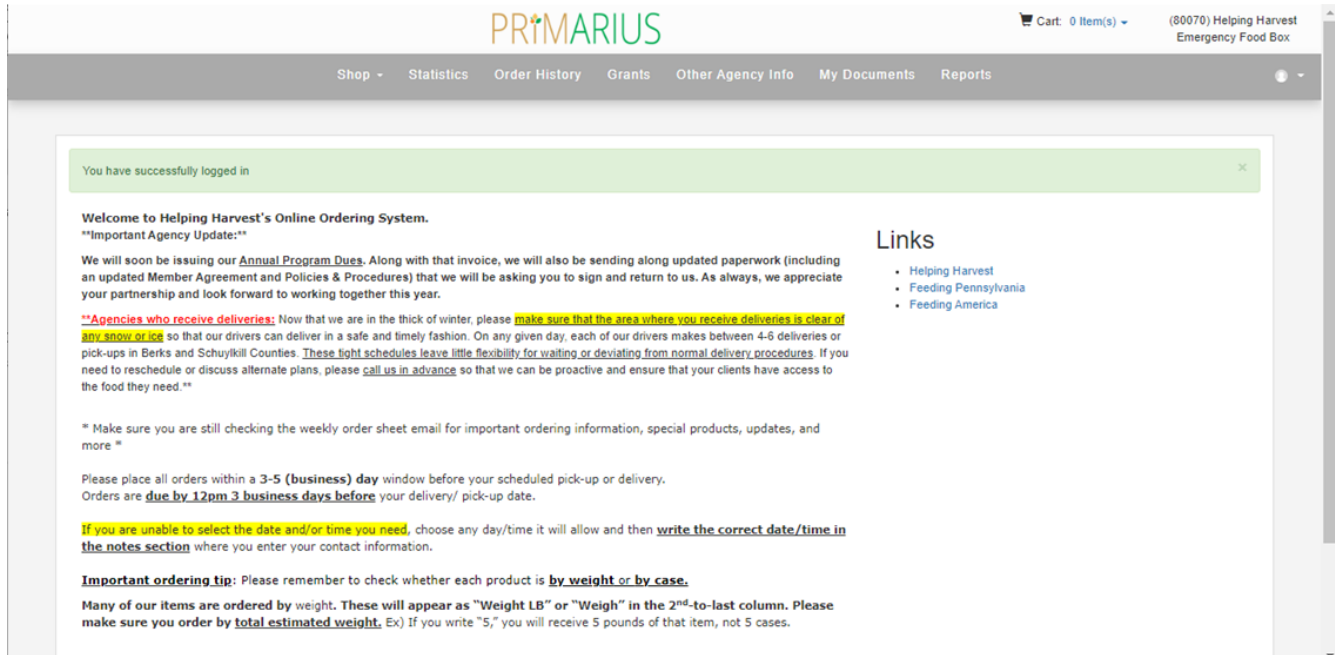 PRIMARIUS
Cart: 0 Item(s)
(80070) Helping Harvest
Emergency Food Box
Shop Statistics Order History Grants Other Agency Info My Documents Reports
You have successfully logged in ×
Welcome to Helping Harvest's Online Ordering System.
**Important Agency Update:**
We will soon be issuing our Annual Program Dues. Along with that invoice, we will also be sending along updated paperwork (including
an updated Member Agreement and Policies & Procedures) that we will be asking you to sign and return to us. As always, we appreciate
your partnership and look forward to working together this year.
**Agencies who receive deliveries: Now that we are in the thick of winter, please make sure that the area where you receive deliveries is clear of
any snow or ice so that our drivers can deliver in a safe and timely fashion. On any given day, each of our drivers makes between 4-6 deliveries or
pick-ups in Berks and Schuylkill Counties. These tight schedules leave little flexibility for waiting or deviating from normal delivery procedures. If you
need to reschedule or discuss alternate plans, please call us in advance so that we can be proactive and ensure that your clients have access to
the food they need.**
* Make sure you are still checking the weekly order sheet email for important ordering information, special products, updates, and
more *
Please place all orders within a 3-5 (business) day window before your scheduled pick-up or delivery.
Orders are due by 12pm 3 business days before your delivery/ pick-up date.
If you are unable to select the date and/or time you need, choose any day/time it will allow and then write the correct date/time in
the notes section where you enter your contact information.
Important ordering tip: Please remember to check whether each product is by weight or by case.
Many of our items are ordered by weight. These will appear as “Weight LB” or “Weigh” in the 2nd-to-last column. Please
make sure you order by total estimated weight. Ex) If you write “5,” you will receive 5 pounds of that item, not 5 cases.
Links
Helping Harvest
Feeding Pennsylvania
Feeding America